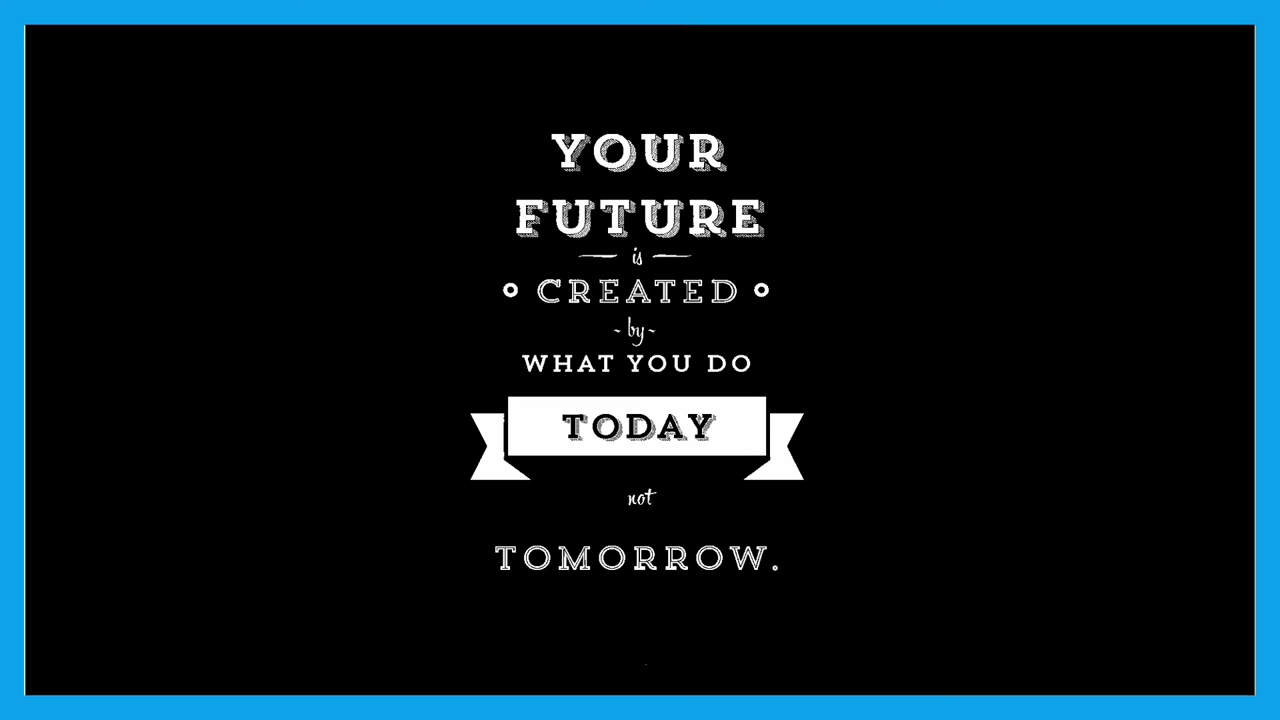 YOUR
FUTURE
is
CREATED
by
WHAT YOU DO
TODAY
not
TOMORROW.